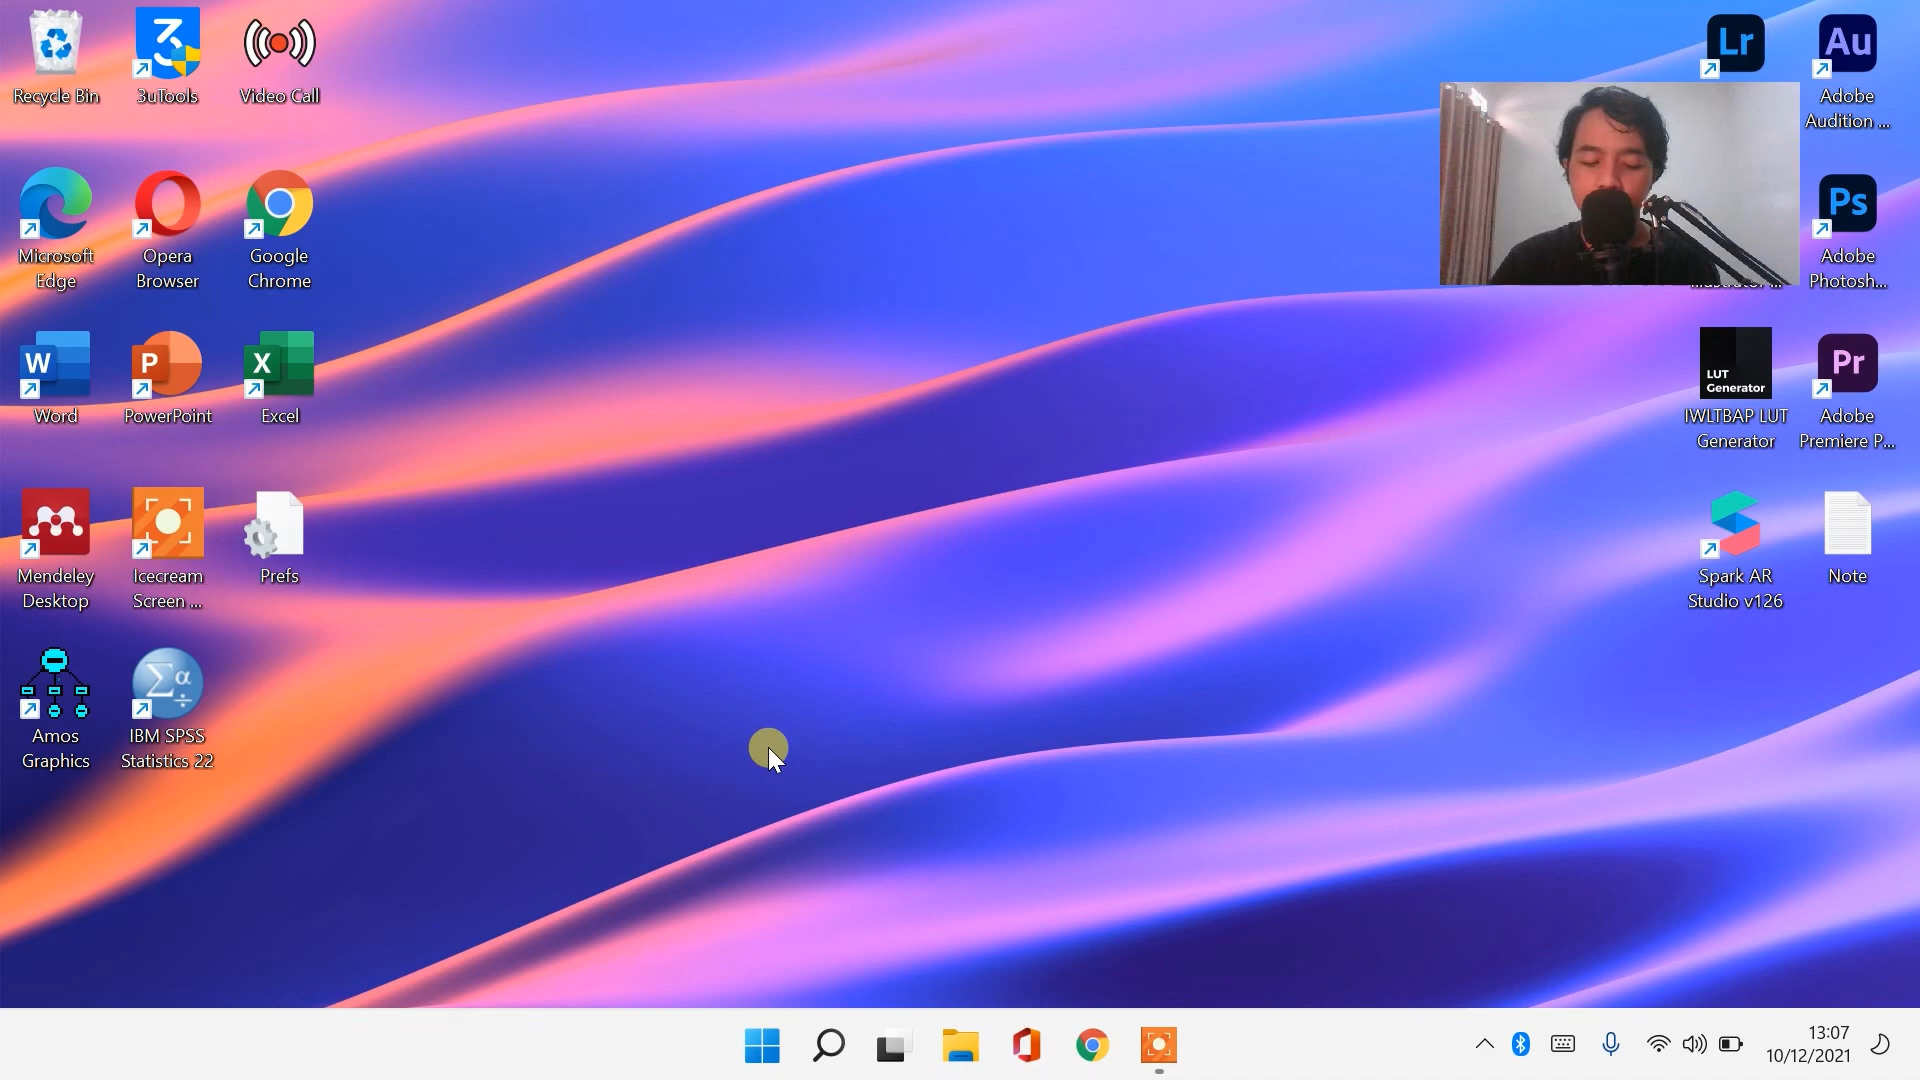 Recycle Bin
3uTools
Video Call
Lr
Au
Adobe
Audition ...
Microsoft
Edge
Opera
Browser
Google
Chrome
Ps
Adobe
Photosh...
W
Word
P
PowerPoint
X
Excel
LUT
Generator
IWLTBAP LUT
Generator
Pr
Adobe
Premiere P...
Mendeley
Desktop
Icecream
Screen ...
Prefs
Spark AR
Studio v126
Note
Amos
Graphics
Σα
÷
IBM SPSS
Statistics 22
13:07
10/12/2021